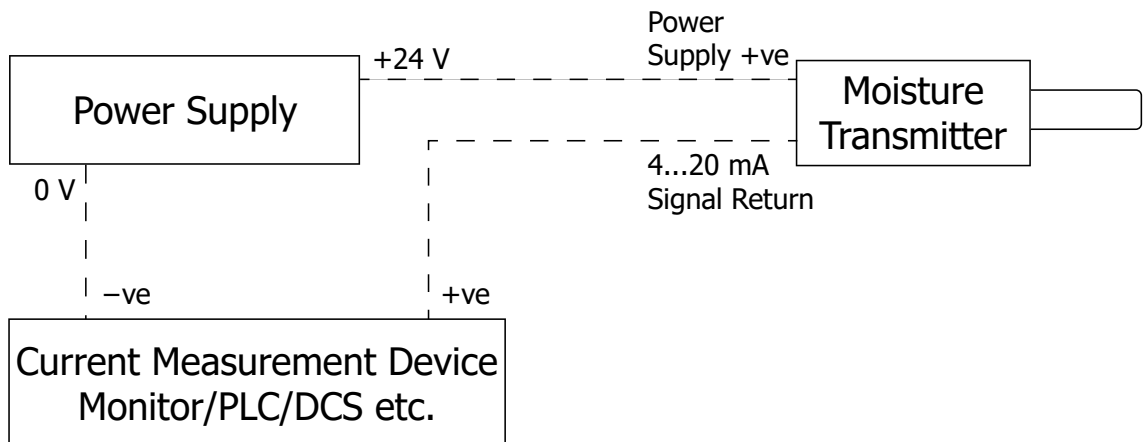 Power
Supply +ve
+24 V
Power Supply
Moisture
Transmitter
4...20 mA
Signal Return
0 V
−ve
+ve
Current Measurement Device
Monitor/PLC/DCS etc.